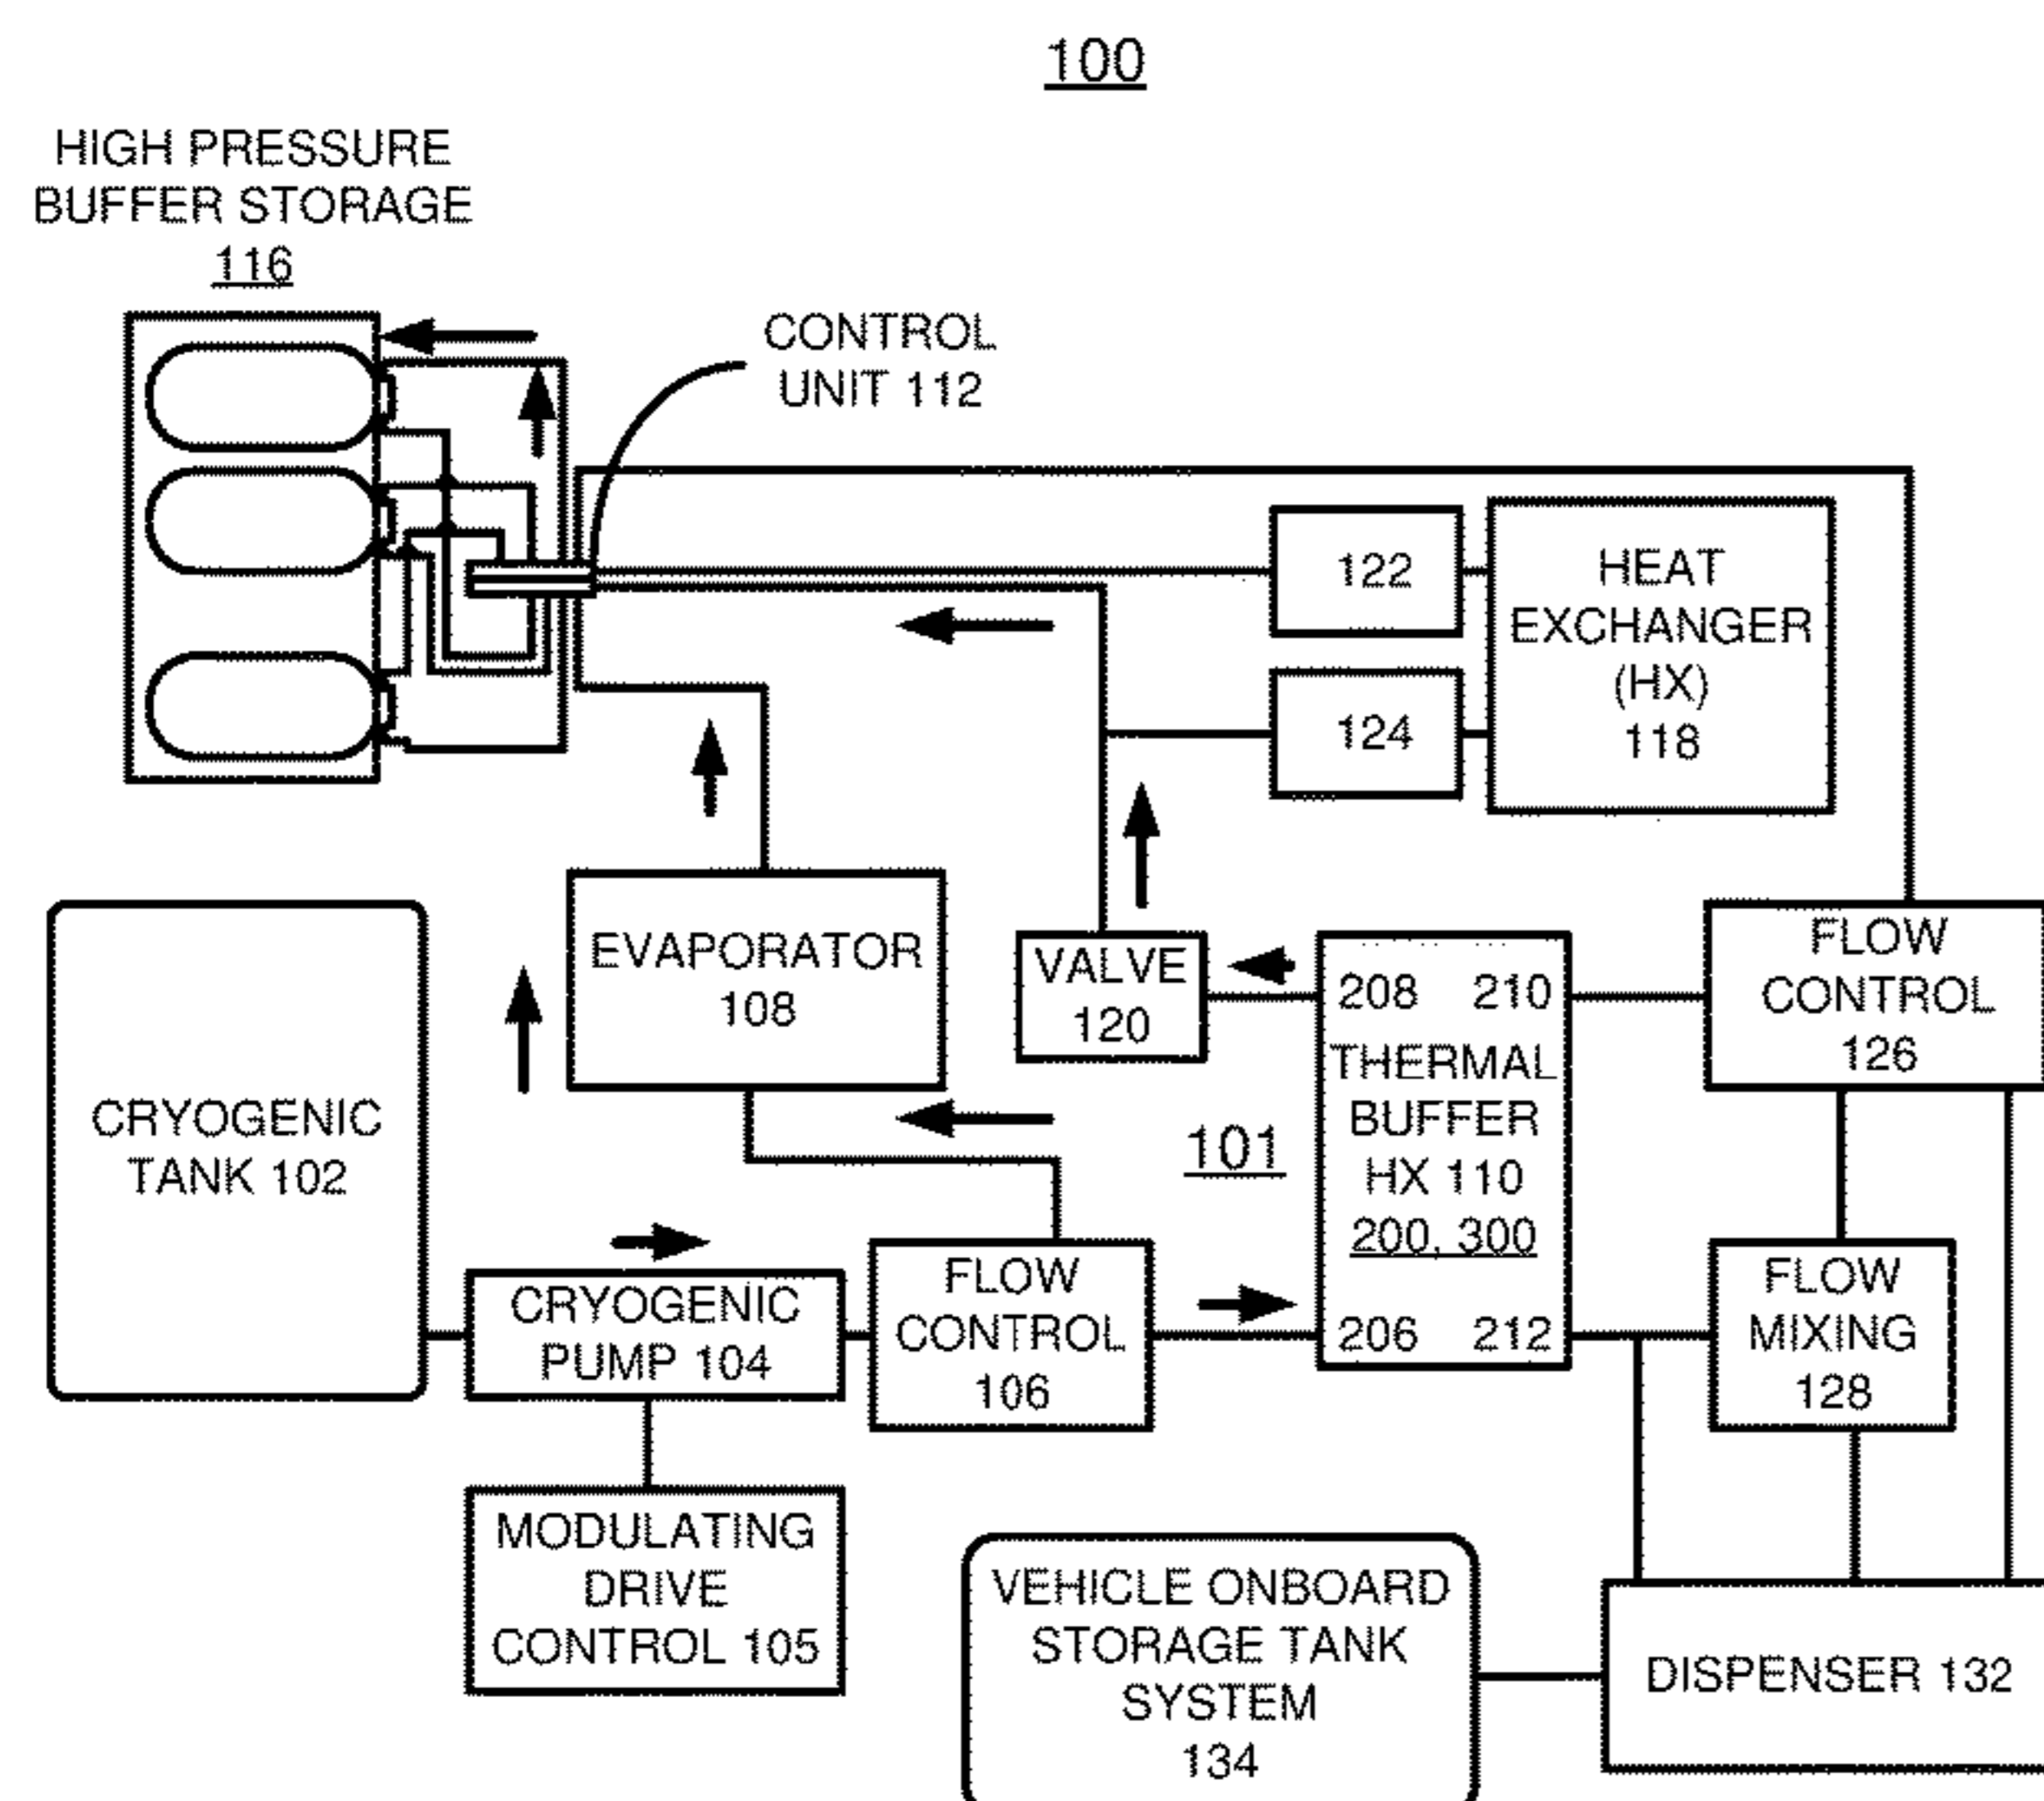 100
HIGH PRESSURE
BUFFER STORAGE
116
CONTROL
UNIT 112
122
HEAT
EXCHANGER
(HX)
118
124
EVAPORATOR
108
VALVE
120
208 210
THERMAL
BUFFER
HX 110
200, 300
206 212
FLOW
CONTROL
126
CRYOGENIC
TANK 102
101
CRYOGENIC
PUMP 104
FLOW
CONTROL
106
FLOW
MIXING
128
MODULATING
DRIVE
CONTROL 105
VEHICLE ONBOARD
STORAGE TANK
SYSTEM
134
DISPENSER 132